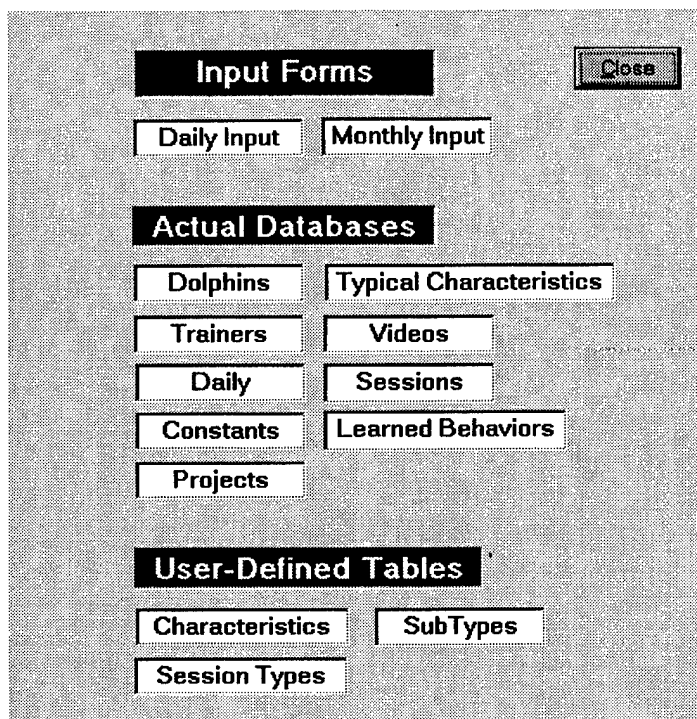 Input Forms
Close
Daily Input
Monthly Input
Actual Databases
Dolphins
Typical Characteristics
Trainers
Videos
Daily
Sessions
Constants
Learned Behaviors
Projects
User-Defined Tables
Characteristics
SubTypes
Session Types